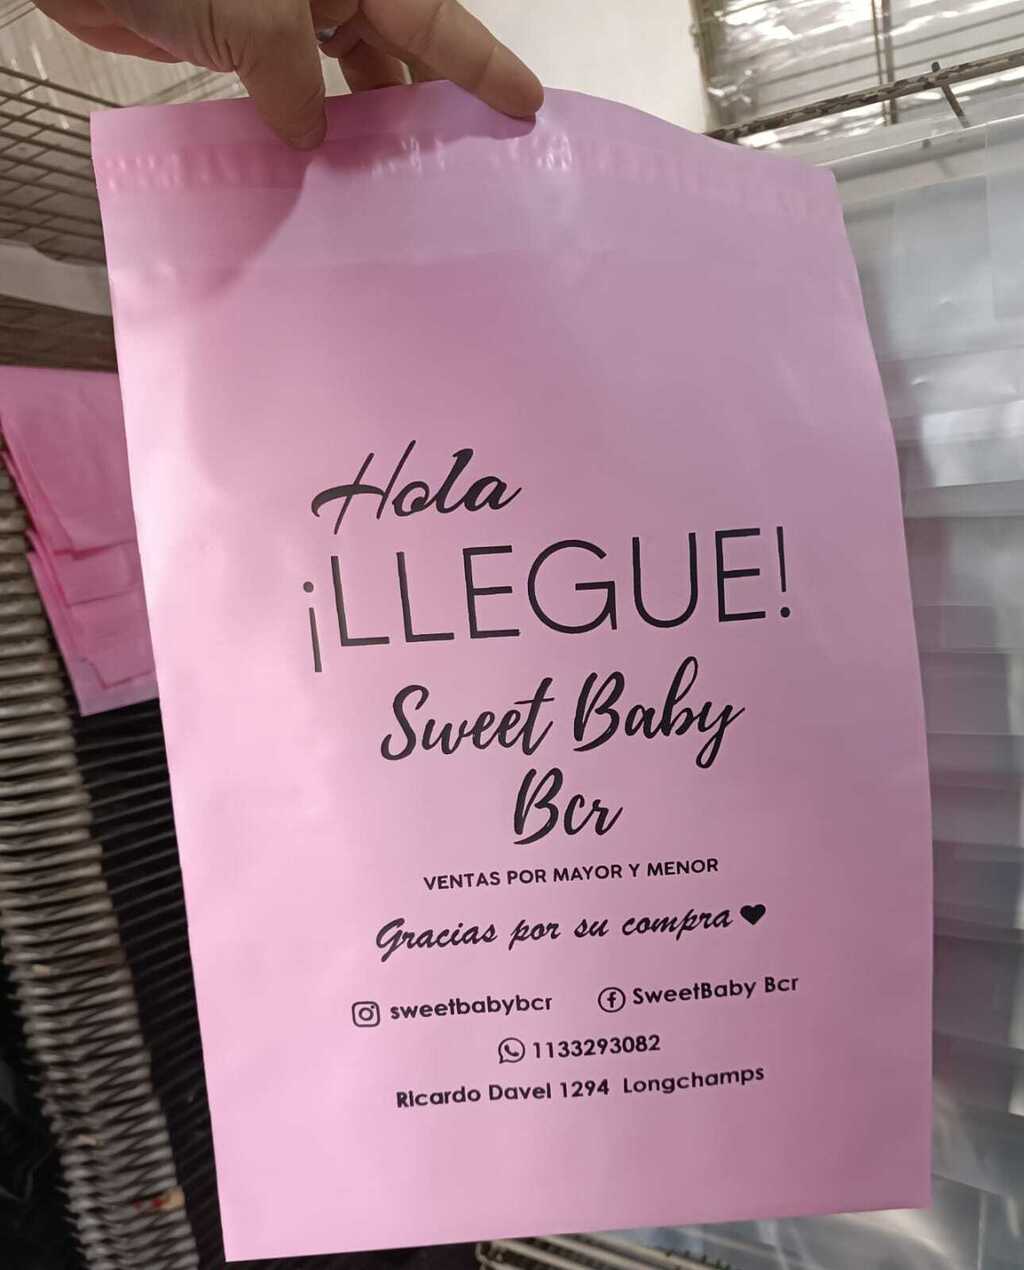 Hola
¡LLEGUE!
Sweet Baby
Bcr
VENTAS POR MAYOR Y MENOR
Gracias por su compra
sweetbabybcr SweetBaby Bcr
1133293082
Ricardo Davel 1294 Longchamps